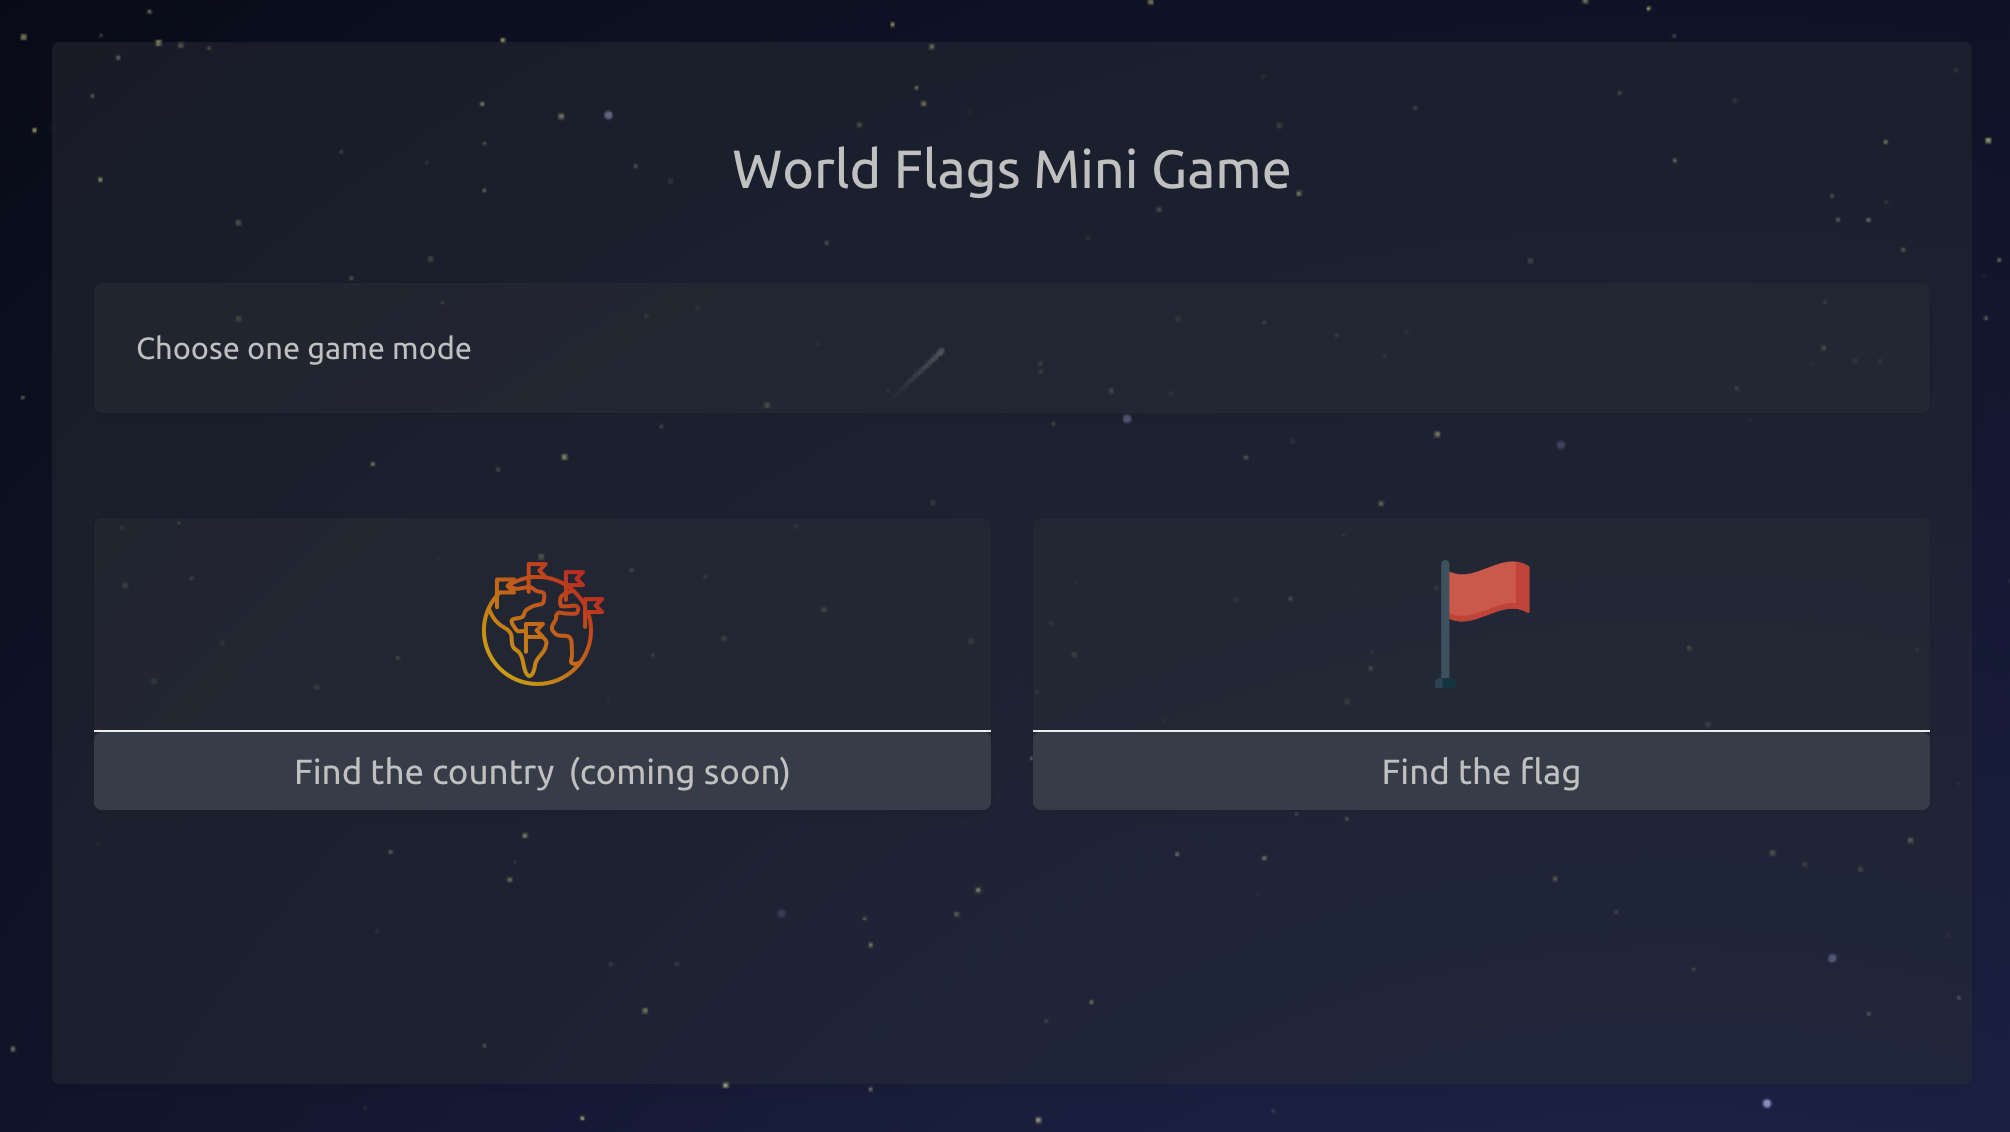 World Flags Mini Game
Choose one game mode
Find the country (coming soon)
Find the flag